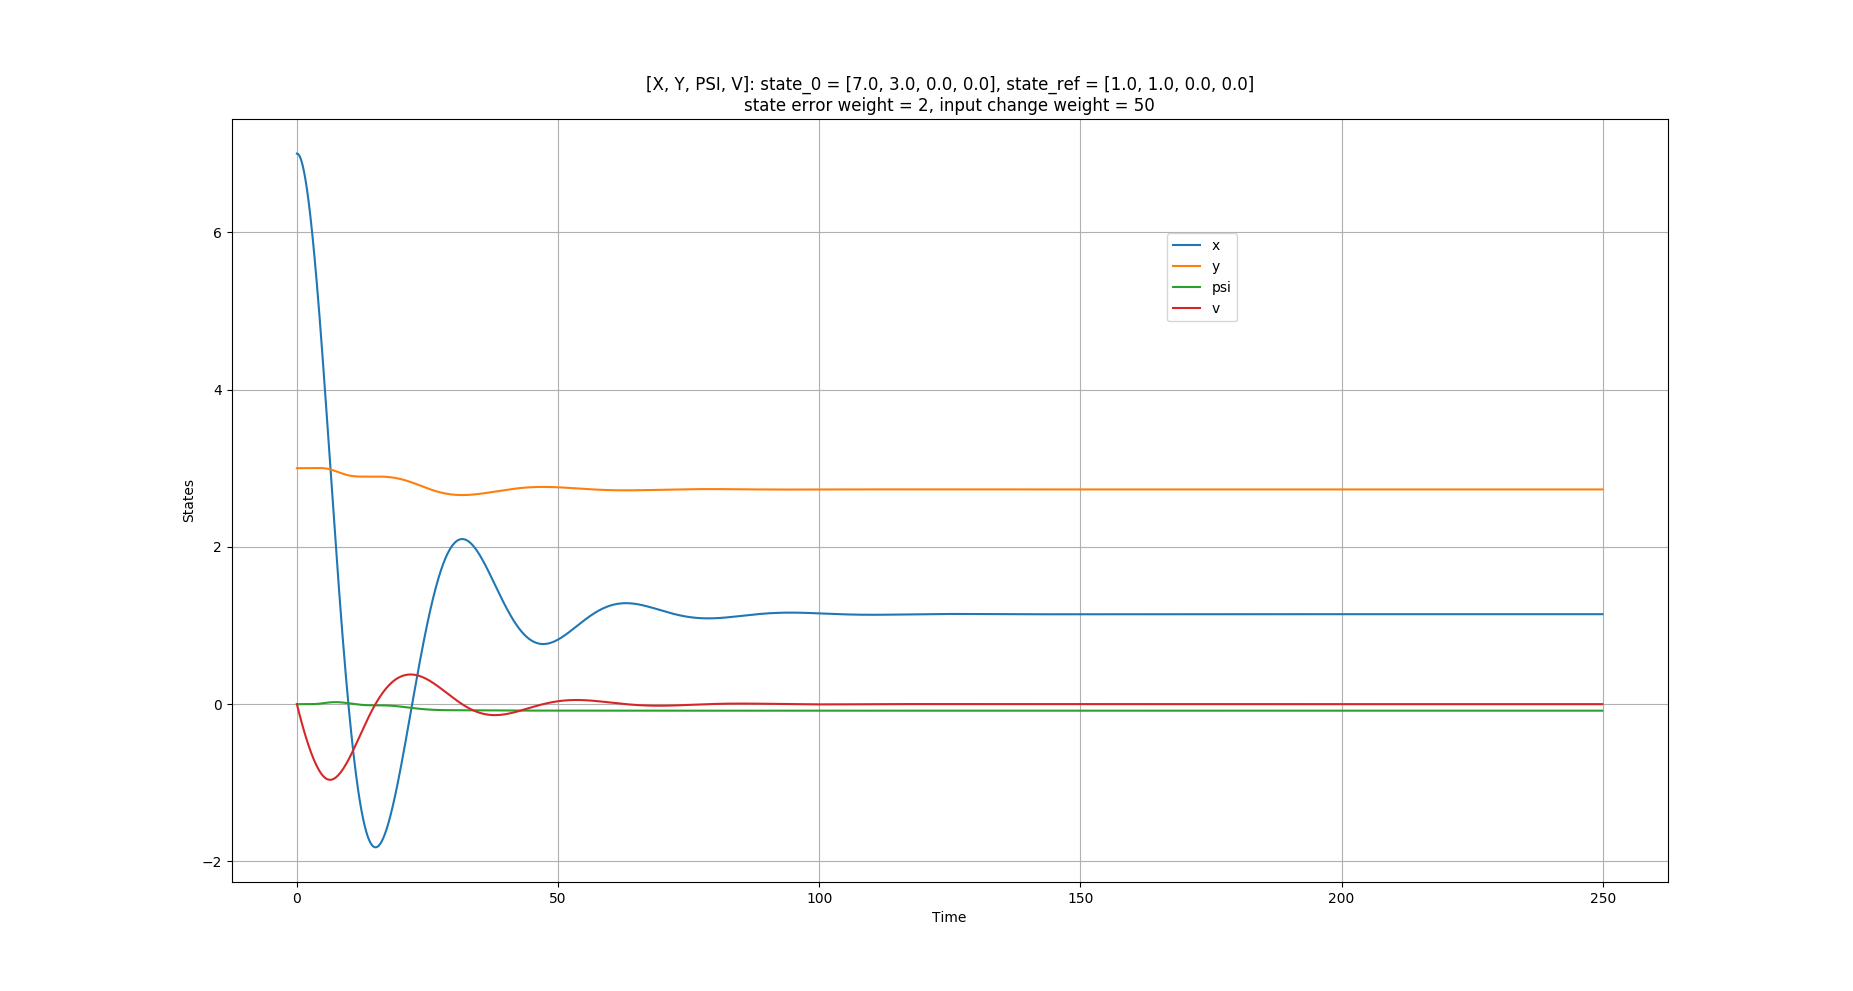 [X, Y, PSI, V]: state_0 = [7.0, 3.0, 0.0, 0.0], state_ref = [1.0, 1.0, 0.0, 0.0]
state error weight = 2, input change weight = 50
6
4
2
0
−2
States
x
y
psi
v
0 50 100 150 200 250
Time